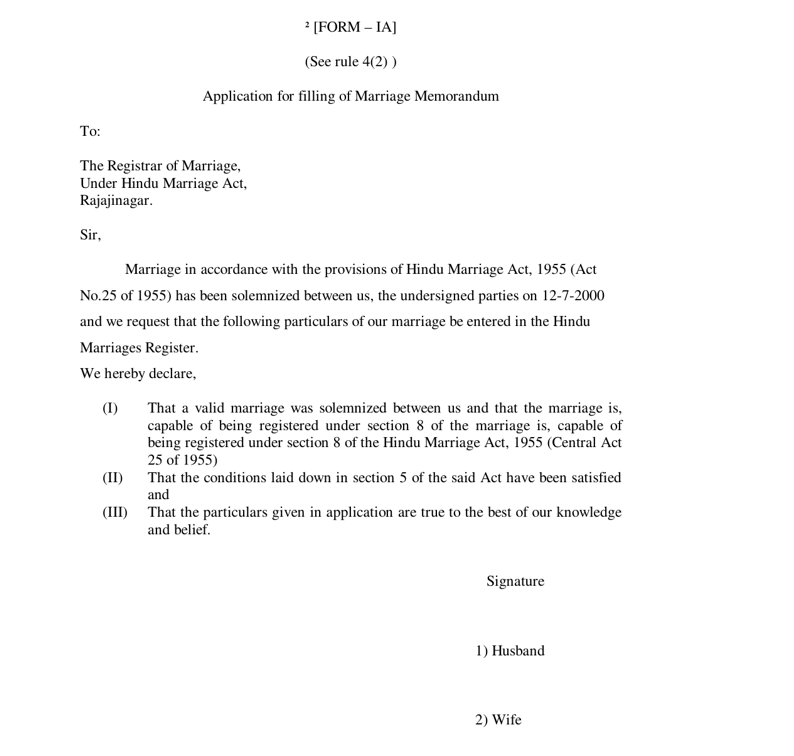 ² [FORM – IA]
(See rule 4(2) )
Application for filling of Marriage Memorandum
To:
The Registrar of Marriage,
Under Hindu Marriage Act,
Rajajinagar.
Sir,
Marriage in accordance with the provisions of Hindu Marriage Act, 1955 (Act
No.25 of 1955) has been solemnized between us, the undersigned parties on 12-7-2000
and we request that the following particulars of our marriage be entered in the Hindu
Marriages Register.
We hereby declare,
(I) That a valid marriage was solemnized between us and that the marriage is,
capable of being registered under section 8 of the marriage is, capable of
being registered under section 8 of the Hindu Marriage Act, 1955 (Central Act
25 of 1955)
(II) That the conditions laid down in section 5 of the said Act have been satisfied
and
(III) That the particulars given in application are true to the best of our knowledge
and belief.
Signature
1) Husband
2) Wife